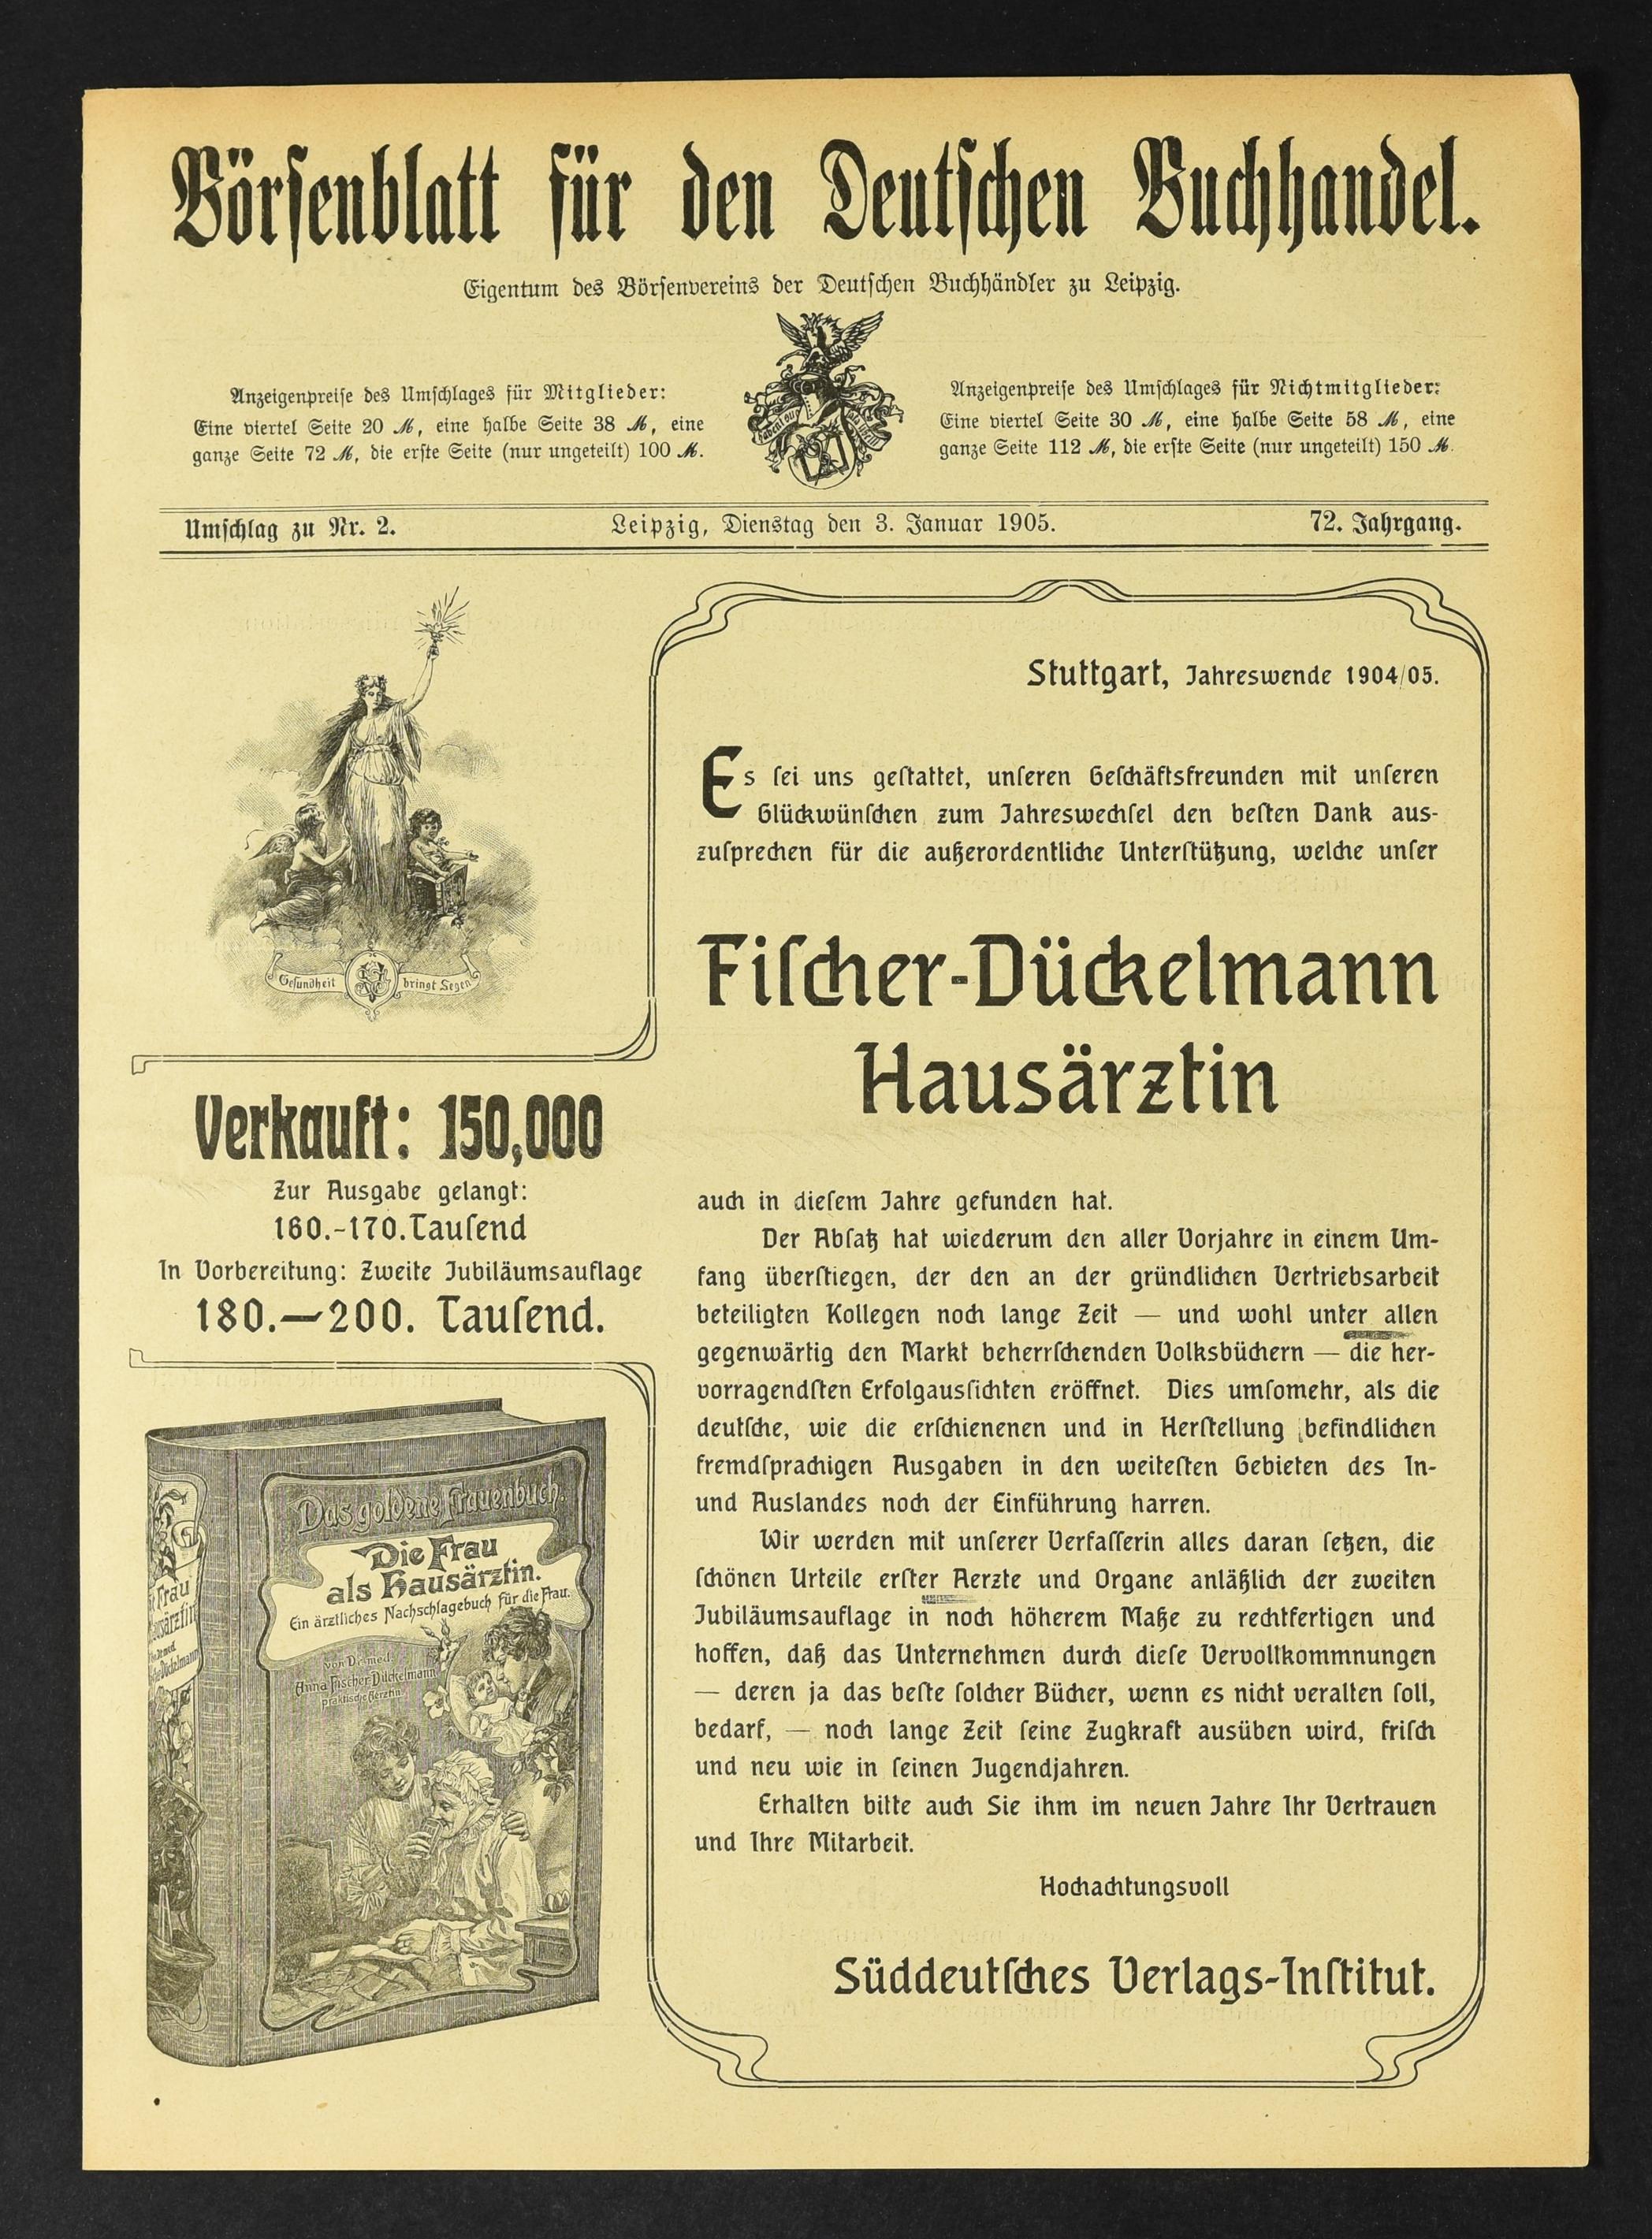 Börſenblatt für den Deutſchen Buchhandel.
Eigentum des Börſenvereins der Deutſchen Buchhändler zu Leipzig.
Anzeigenpreiſe des Umſchlages für Mitglieder:
Eine viertel Seite 20 ℳ, eine halbe Seite 38 ℳ, eine
ganze Seite 72 ℳ, die erſte Seite (nur ungeteilt) 100 ℳ.
Anzeigenpreiſe des Umſchlages für Nichtmitglieder:
Eine viertel Seite 30 ℳ, eine halbe Seite 58 ℳ, eine
ganze Seite 112 ℳ, die erſte Seite (nur ungeteilt) 150 ℳ.
Umſchlag zu Nr. 2.
Leipzig, Dienstag den 3. Januar 1905.
72. Jahrgang.
Geſundheit bringt Segen
Verkauft: 150,000
Zur Ausgabe gelangt:
160.-170. Tauſend
In Vorbereitung: Zweite Jubiläumsauflage
180.—200. Tauſend.
Das goldene Frauenbuch.
Die Frau
als Hausärztin.
Ein ärztliches Nachschlagebuch für die Frau.
von Dr. med.
Anna Fischer-Dückelmann
praktische Aerztin
Frau
Dückelmann
Stuttgart, Jahreswende 1904/05.
Es ſei uns geſtattet, unſeren Geſchäftsfreunden mit unſeren
Glückwünſchen zum Jahreswechſel den beſten Dank aus-
zuſprechen für die außerordentliche Unterſtützung, welche unſer
Fiſcher-Dückelmann
Hausärztin
auch in dieſem Jahre gefunden hat.
Der Abſatz hat wiederum den aller Vorjahre in einem Um-
fang überſtiegen, der den an der gründlichen Vertriebsarbeit
beteiligten Kollegen noch lange Zeit — und wohl unter allen
gegenwärtig den Markt beherrſchenden Volksbüchern — die her-
vorragendſten Erfolgausſichten eröffnet. Dies umſomehr, als die
deutſche, wie die erſchienenen und in Herſtellung befindlichen
fremdſprachigen Ausgaben in den weiteſten Gebieten des In-
und Auslandes noch der Einführung harren.
Wir werden mit unſerer Verfaſſerin alles daran ſetzen, die
ſchönen Urteile erſter Aerzte und Organe anläßlich der zweiten
Jubiläumsauflage in noch höherem Maße zu rechtfertigen und
hoffen, daß das Unternehmen durch dieſe Vervollkommnungen
— deren ja das beſte ſolcher Bücher, wenn es nicht veralten ſoll,
bedarf, — noch lange Zeit ſeine Zugkraft ausüben wird, friſch
und neu wie in ſeinen Jugendjahren.
Erhalten bitte auch Sie ihm im neuen Jahre Ihr Vertrauen
und Ihre Mitarbeit.
Hochachtungsvoll
Süddeutſches Verlags-Inſtitut.